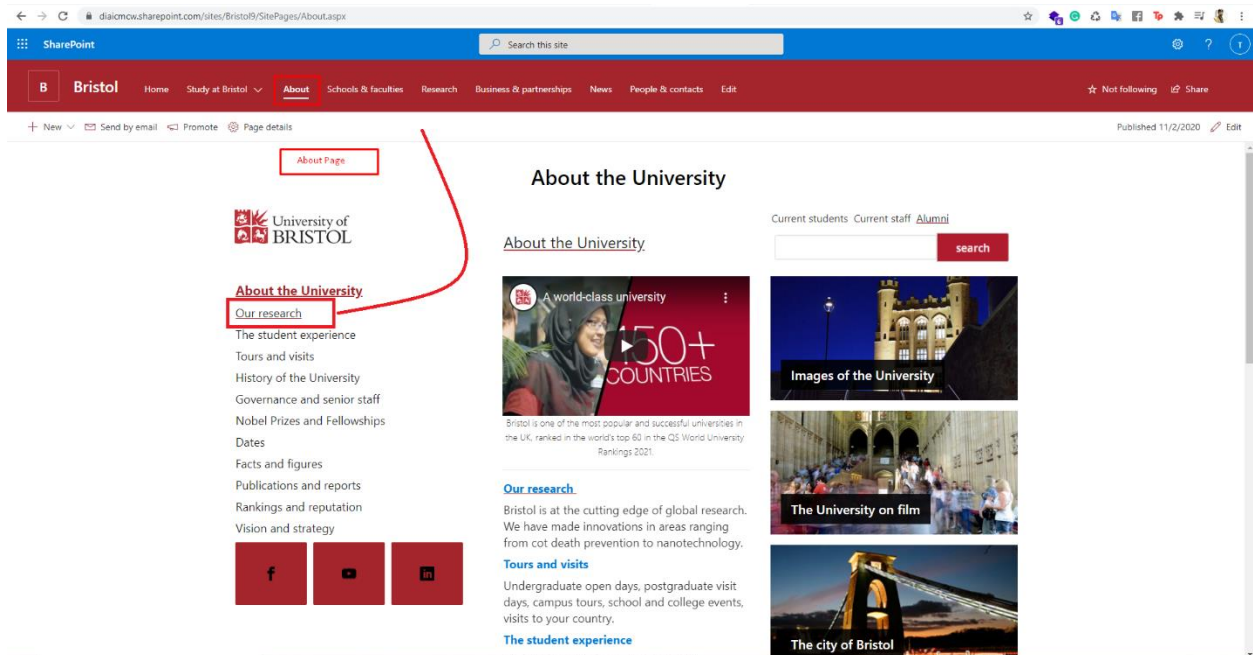 diaicmcw.sharepoint.com/sites/Bristol9/SitePages/About.aspx
SharePoint
Search this site
?
T
B
Bristol
Home Study at Bristol About Schools & faculties Research Business & partnerships News People & contacts Edit
Not following Share
New Send by email Promote Page details
Published 11/2/2020 Edit
About Page
About the University
University of
BRISTOL
About the University
Our research
The student experience
Tours and visits
History of the University
Governance and senior staff
Nobel Prizes and Fellowships
Dates
Facts and figures
Publications and reports
Rankings and reputation
Vision and strategy
f
in
About the University
A world-class university
150+
COUNTRIES
Bristol is one of the most popular and successful universities in
the UK, ranked in the world's top 60 in the QS World University
Rankings 2021.
Our research
Bristol is at the cutting edge of global research.
We have made innovations in areas ranging
from cot death prevention to nanotechnology.
Tours and visits
Undergraduate open days, postgraduate visit
days, campus tours, school and college events,
visits to your country.
The student experience
Current students Current staff Alumni
search
Images of the University
The University on film
The city of Bristol